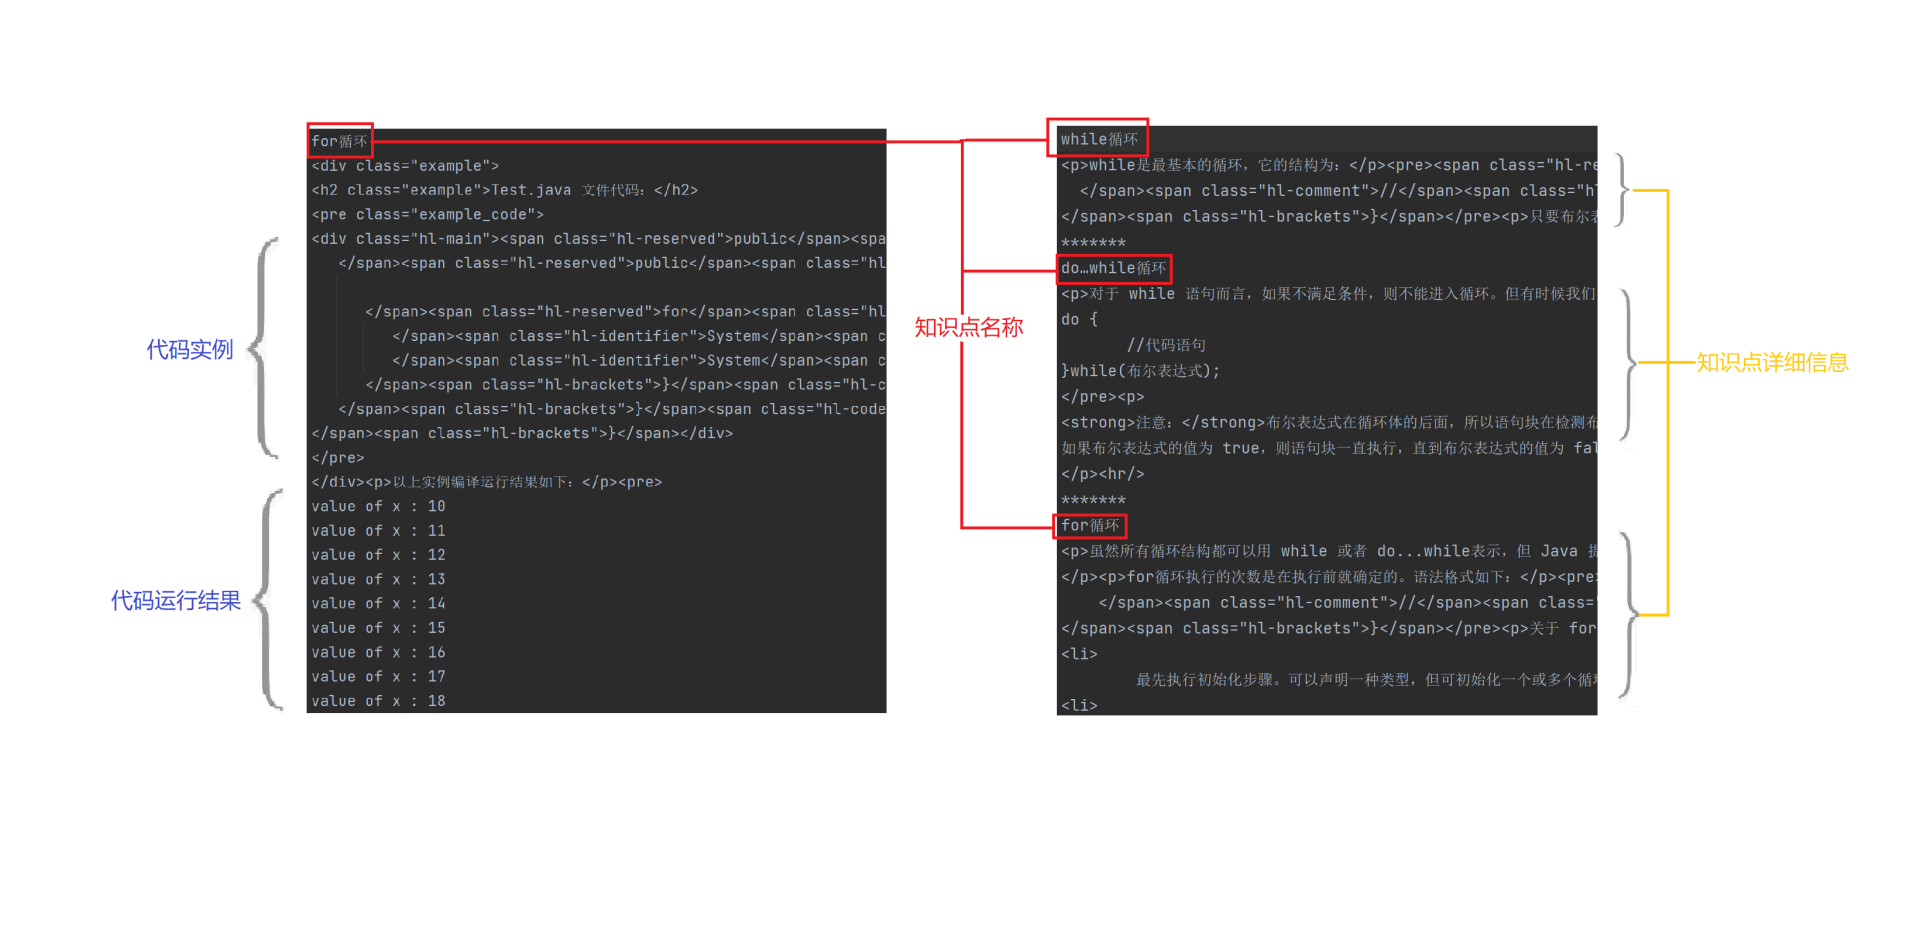 for循环
<div class="example">
<h2 class="example">Test.java 文件代码: </h2>
<pre class="example_code">
<div class="hl-main"><span class="hl-reserved">public</span><spa
</span><span class="hl-reserved">public</span><span class="hl
</span><span class="hl-reserved">for</span><span class="hl
</span><span class="hl-identifier">System</span><span c
</span><span class="hl-identifier">System</span><span c
</span><span class="hl-brackets">}</span><span class="hl-c
</span><span class="hl-brackets">}</span><span class="hl-code
</span><span class="hl-brackets">}</span></div>
</pre>
</div><p>以上实例编译运行结果如下: </p><pre>
value of x : 10
value of x : 11
value of x : 12
value of x : 13
value of x : 14
value of x : 15
value of x : 16
value of x : 17
value of x : 18
代码实例
代码运行结果
知识点名称
while循环
<p>while是最基本的循环，它的结构为: </p><pre><span class="hl-re
</span><span class="hl-comment">//</span><span class="hl
</span><span class="hl-brackets">}</span></pre><p>只要布尔表
*******
do…while循环
<p>对于 while 语句而言，如果不满足条件，则不能进入循环。但有时候我们
do {
//代码语句
}while(布尔表达式);
</pre><p>
<strong>注意: </strong>布尔表达式在循环体的后面，所以语句块在检测布
如果布尔表达式的值为 true，则语句块一直执行，直到布尔表达式的值为 fal
</p><hr/>
*******
for循环
<p>虽然所有循环结构都可以用 while 或者 do...while表示，但 Java 提
</p><p>for循环执行的次数是在执行前就确定的。语法格式如下: </p><pre>
</span><span class="hl-comment">//</span><span class=
</span><span class="hl-brackets">}</span></pre><p>关于 for
<li>
最先执行初始化步骤。可以声明一种类型，但可初始化一个或多个循环
<li>
知识点详细信息